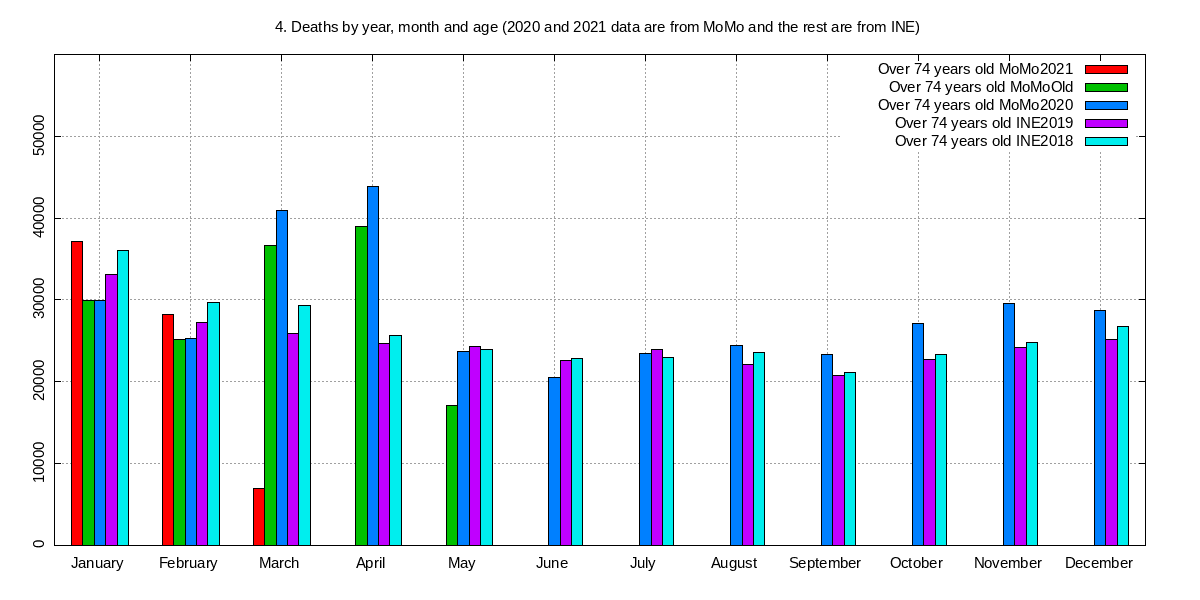 4. Deaths by year, month and age (2020 and 2021 data are from MoMo and the rest are from INE)
Over 74 years old MoMo2021
Over 74 years old MoMoOld
Over 74 years old MoMo2020
Over 74 years old INE2019
Over 74 years old INE2018
50000
40000
30000
20000
10000
0
January February March April May June July August September October November December